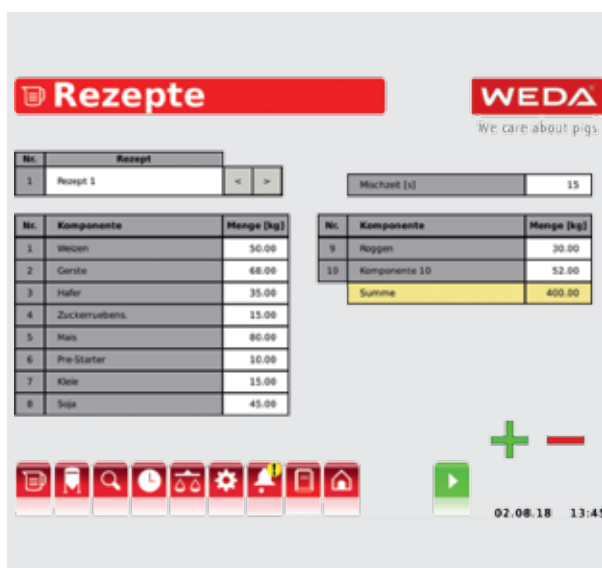 Rezepte
WEDA
We care about pigs
Nr. Rezept
1 Rezept 1 < >
Mischzeit [s] 15
Nr. Komponente Menge [kg]
1 Weizen 50.00
2 Gerste 68.00
3 Hafer 35.00
4 Zuckerruebens. 15.00
5 Mais 80.00
6 Pre-Starter 10.00
7 Kleie 15.00
8 Soja 45.00
Nr. Komponente Menge [kg]
9 Roggen 30.00
10 Komponente 10 52.00
Summe 400.00
02.08.18 13:45